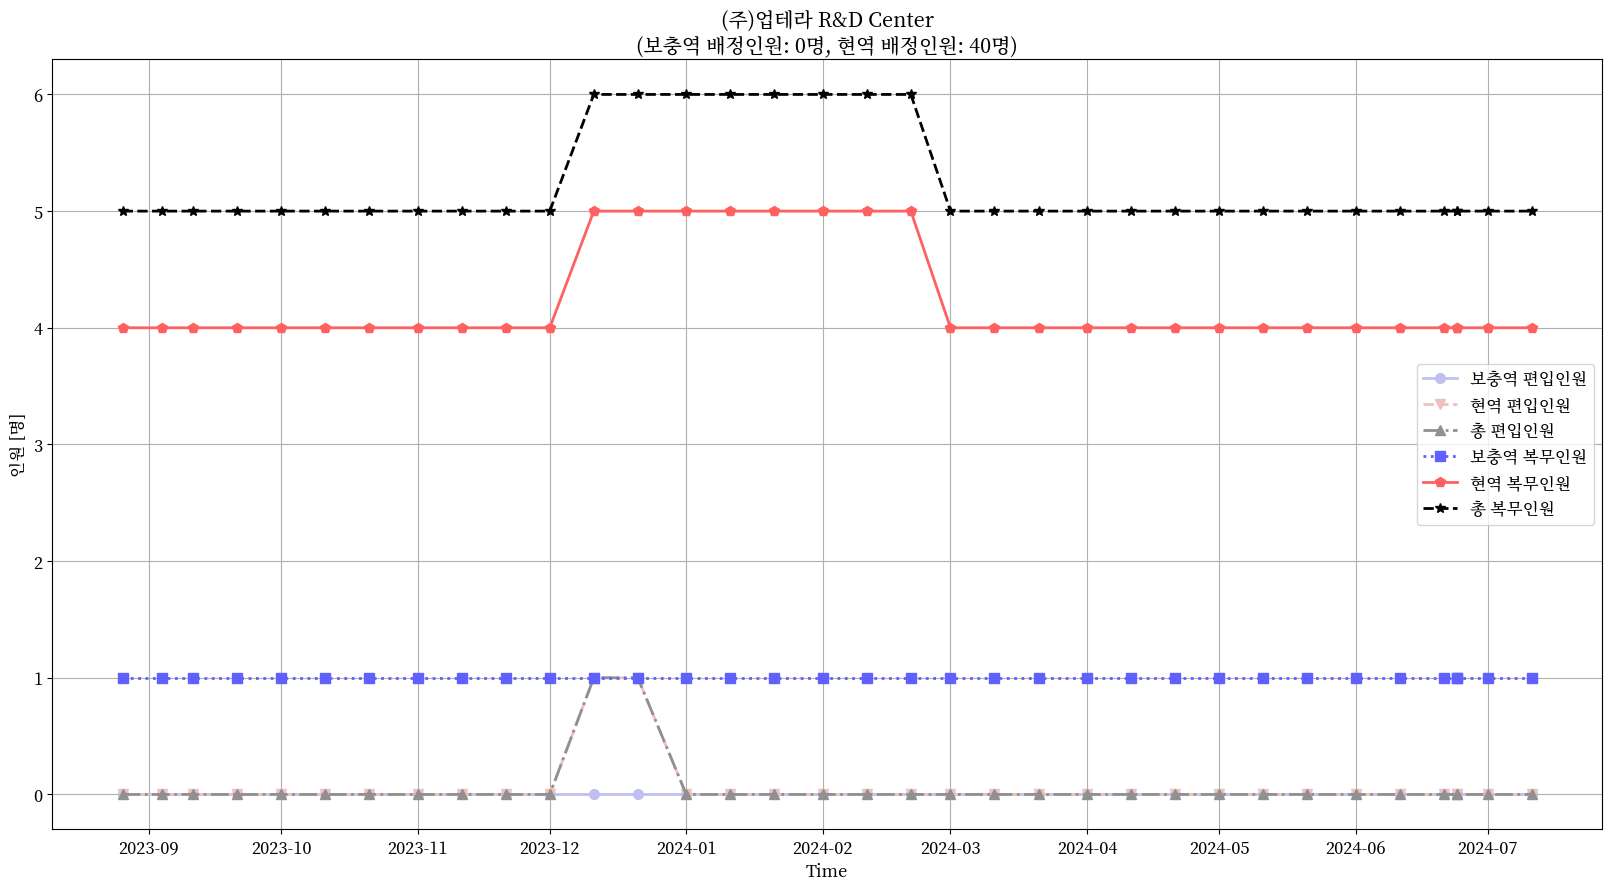 (주)업테라 R&D Center
(보충역 배정인원: 0명, 현역 배정인원: 40명)
6
5
4
3
2
1
0
인원 [명]
보충역 편입인원
현역 편입인원
총 편입인원
보충역 복무인원
현역 복무인원
총 복무인원
2023-09
2023-10
2023-11
2023-12
2024-01
2024-02
2024-03
2024-04
2024-05
2024-06
2024-07
Time